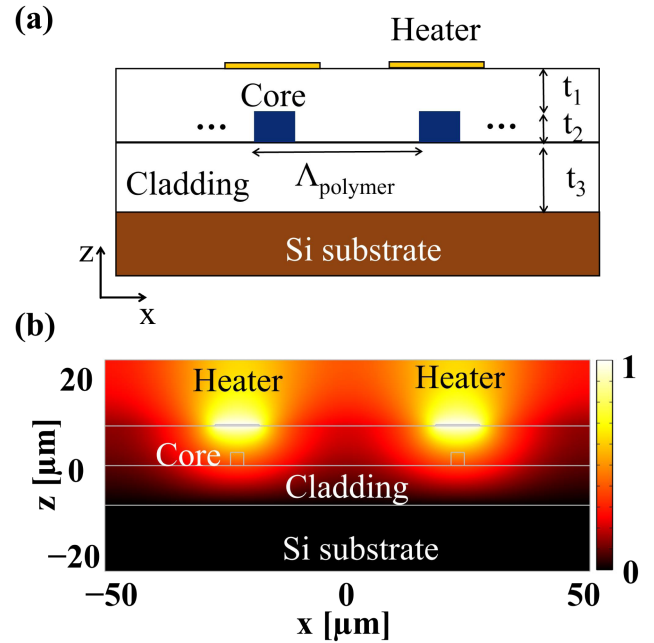 (a)
Heater
Core
t1
... ...
t2
Λpolymer
Cladding
t3
Si substrate
z
x
(b)
20
Heater Heater
1
z [μm]
Core
0
Cladding
−20
Si substrate
0
−50 0 50
x [μm]